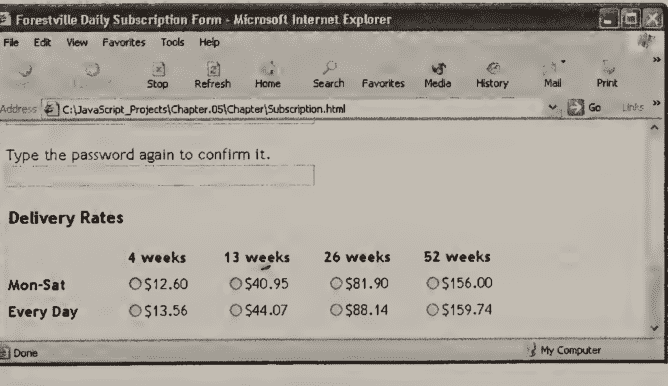 Forestville Daily Subscription Form - Microsoft Internet Explorer
File Edit View Favorites Tools Help
Stop Refresh Home Search Favorites Media History Mail Print
Address C:\JavaScript_Projects\Chapter.05\Chapter\Subscription.html Go Links
Type the password again to confirm it.
Delivery Rates
4 weeks 13 weeks 26 weeks 52 weeks
Mon-Sat $12.60 $40.95 $81.90 $156.00
Every Day $13.56 $44.07 $88.14 $159.74
Done My Computer